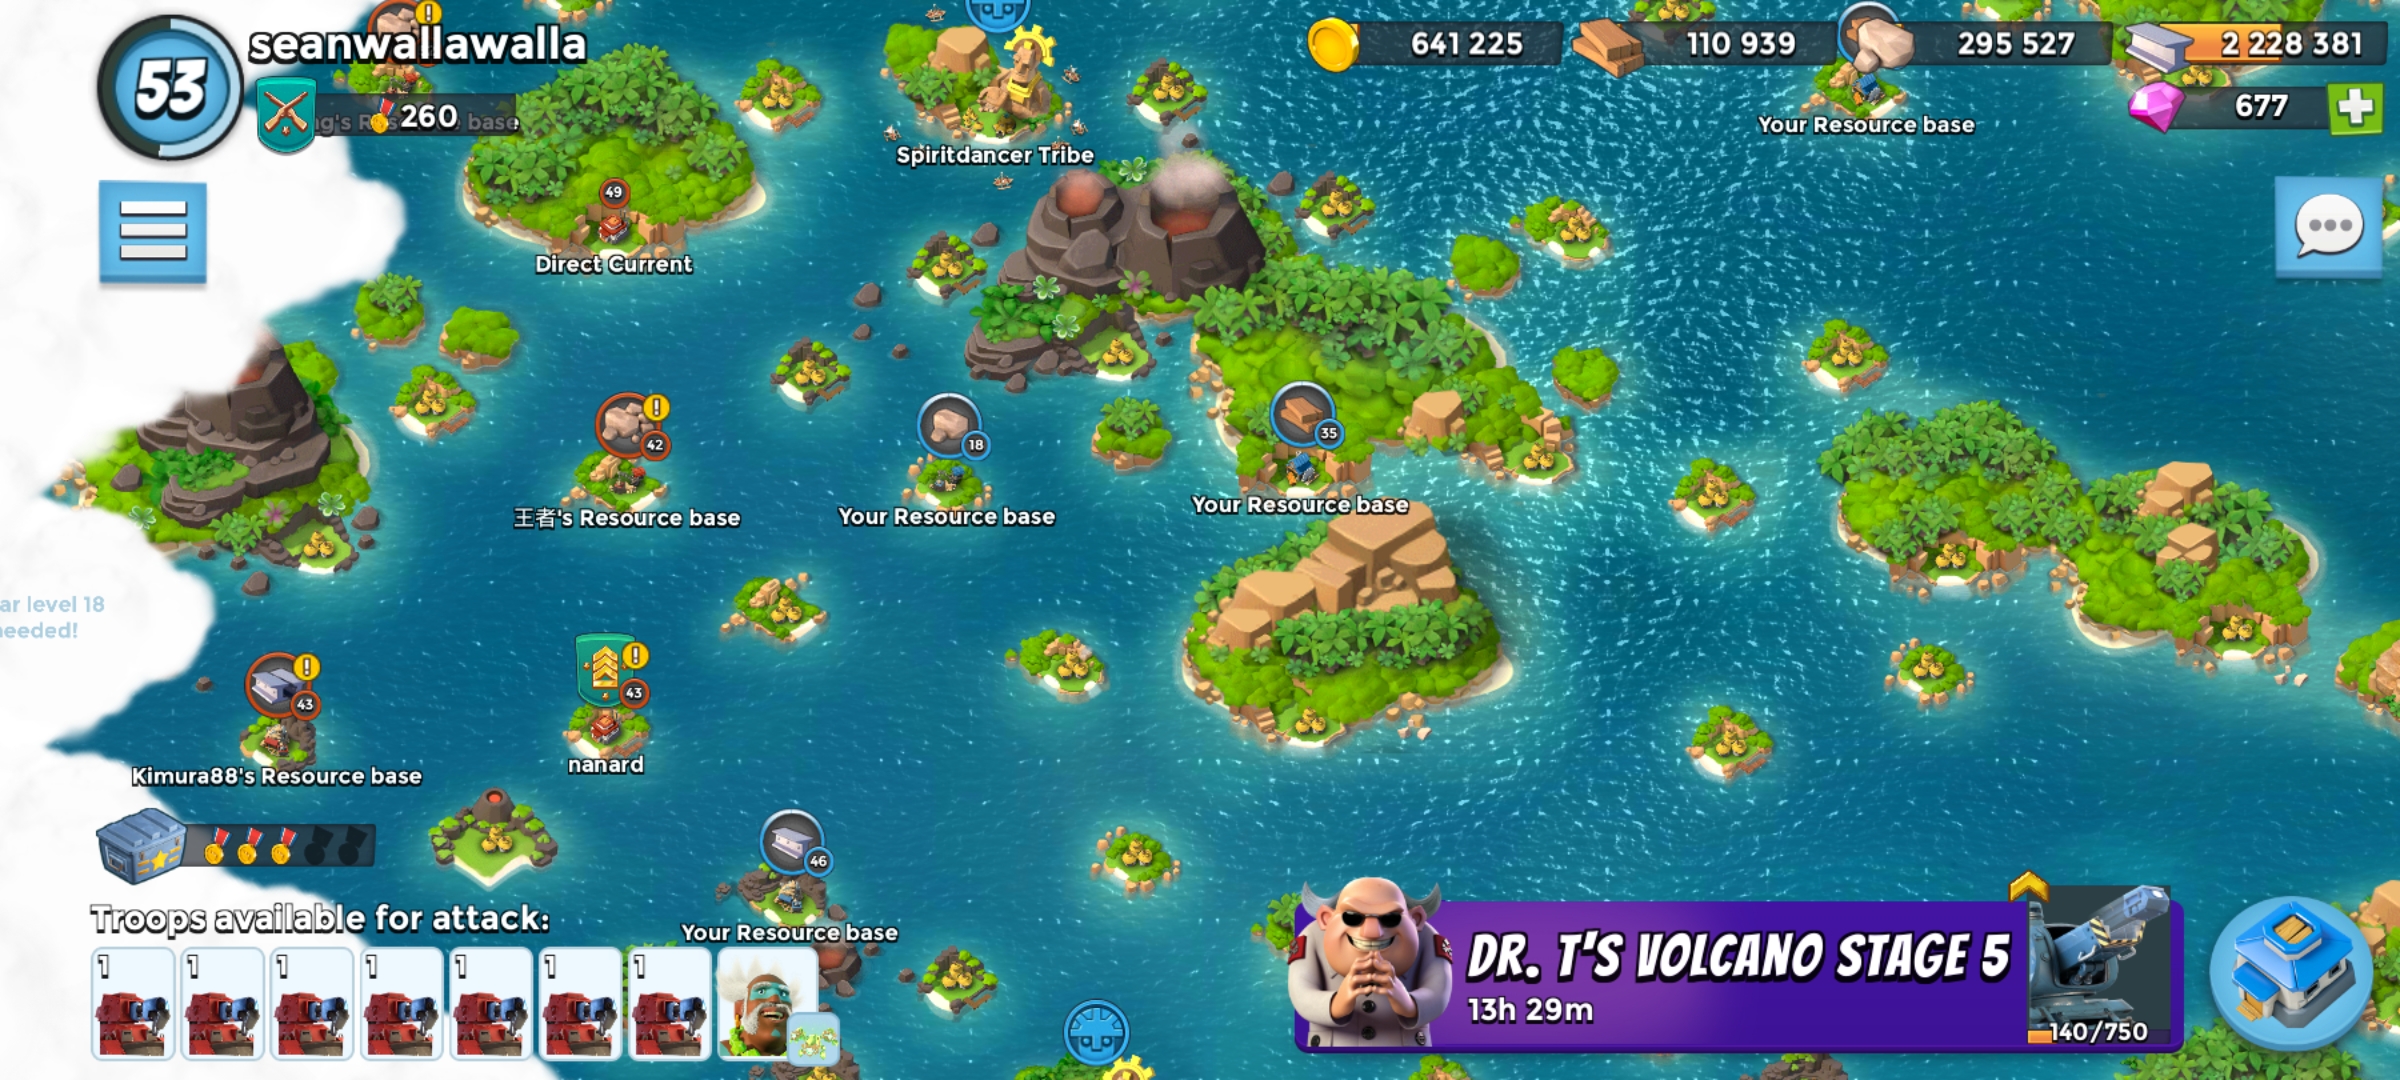 53
seanwallawalla
260
641 225
110 939
295 527
2 228 381
677
Your Resource base
Spiritdancer Tribe
49
Direct Current
42
王者's Resource base
18
Your Resource base
35
Your Resource base
ar level 18
needed!
43
Kimura88's Resource base
43
nanard
46
Your Resource base
Troops available for attack:
1 1 1 1 1 1 1
DR. T'S VOLCANO STAGE 5
13h 29m
140/750